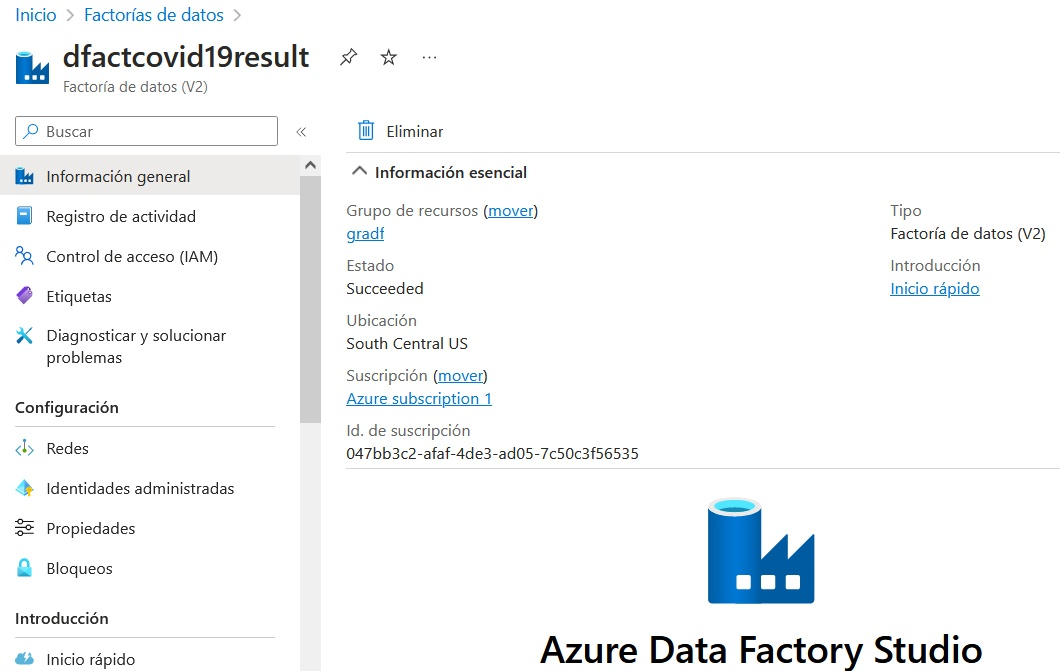 Inicio > Factorías de datos >
dfactcovid19result
Factoría de datos (V2)
Buscar
«
Información general
Registro de actividad
Control de acceso (IAM)
Etiquetas
Diagnosticar y solucionar
problemas
Configuración
Redes
Identidades administradas
Propiedades
Bloqueos
Introducción
Inicio rápido
Eliminar
Información esencial
Grupo de recursos (mover)
gradf
Estado
Succeeded
Ubicación
South Central US
Suscripción (mover)
Azure subscription 1
Id. de suscripción
047bb3c2-afaf-4de3-ad05-7c50c3f56535
Tipo
Factoría de datos (V2)
Introducción
Inicio rápido
Azure Data Factory Studio